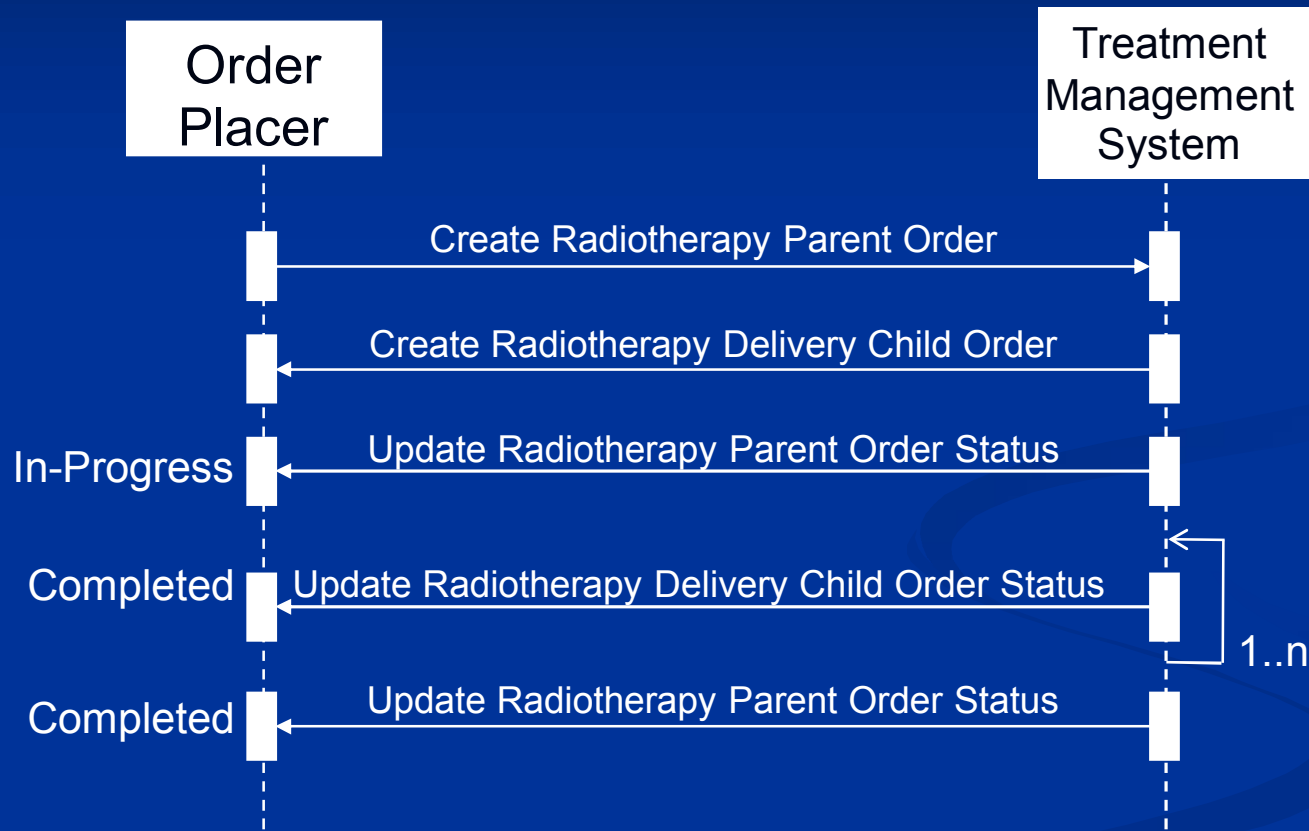 Order
Placer
Treatment
Management
System
Create Radiotherapy Parent Order
Create Radiotherapy Delivery Child Order
In-Progress
Update Radiotherapy Parent Order Status
Completed
Update Radiotherapy Delivery Child Order Status
1..n
Completed
Update Radiotherapy Parent Order Status